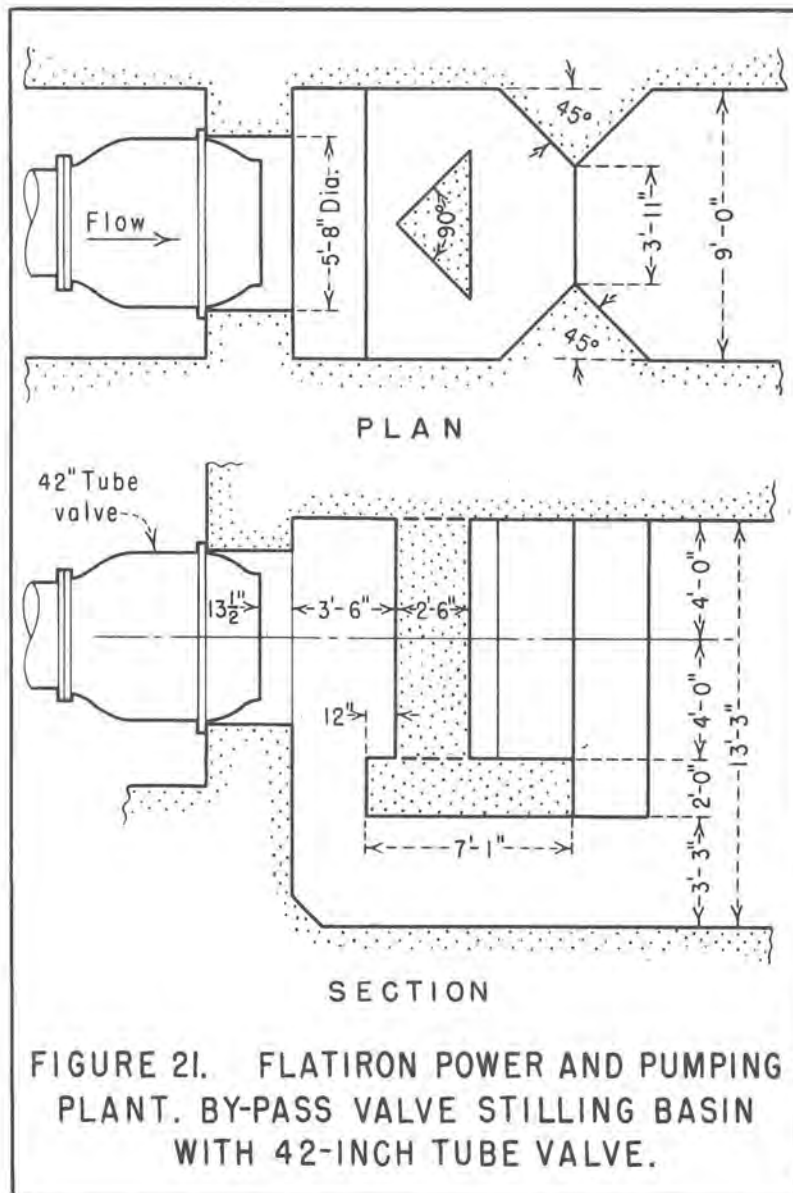 45°
Flow
5'-8" Dia.
90°
3'-11"
9'-0"
45°
PLAN
42" Tube
valve
13½"
3'-6"
2'-6"
4'-0"
12"
4'-0"
13'-3"
2'-0"
7'-1"
3'-3"
SECTION
FIGURE 21. FLATIRON POWER AND PUMPING
PLANT. BY-PASS VALVE STILLING BASIN
WITH 42-INCH TUBE VALVE.